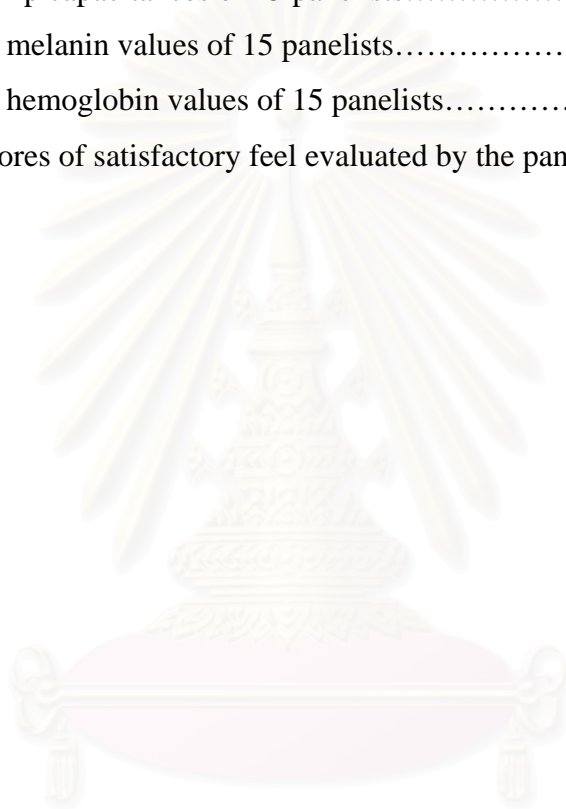 melanin values of 15 panelists………………
hemoglobin values of 15 panelists…………
ores of satisfactory feel evaluated by the pan